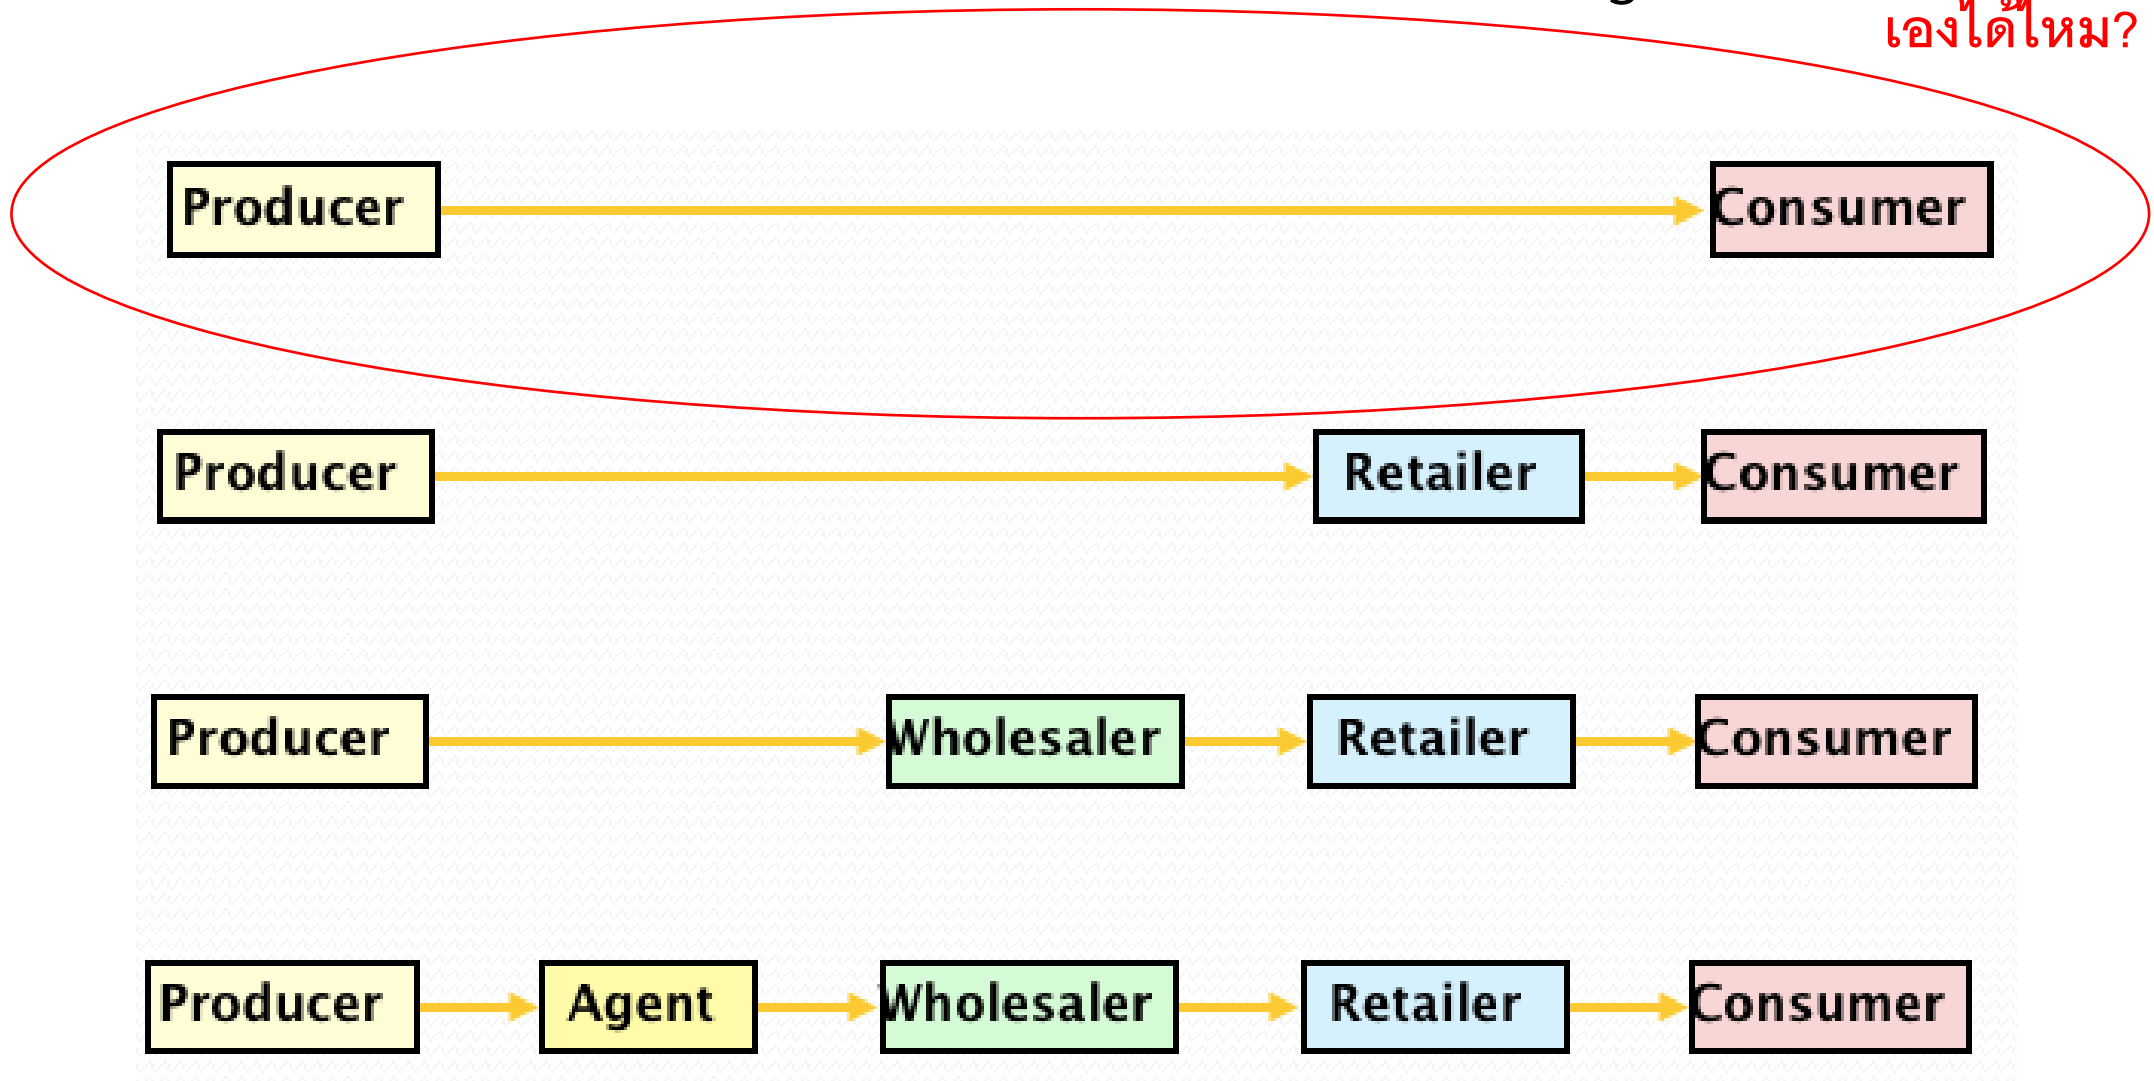 เองได้ไหม?
Producer Consumer
Producer Retailer Consumer
Producer Wholesaler Retailer Consumer
Producer Agent Wholesaler Retailer Consumer